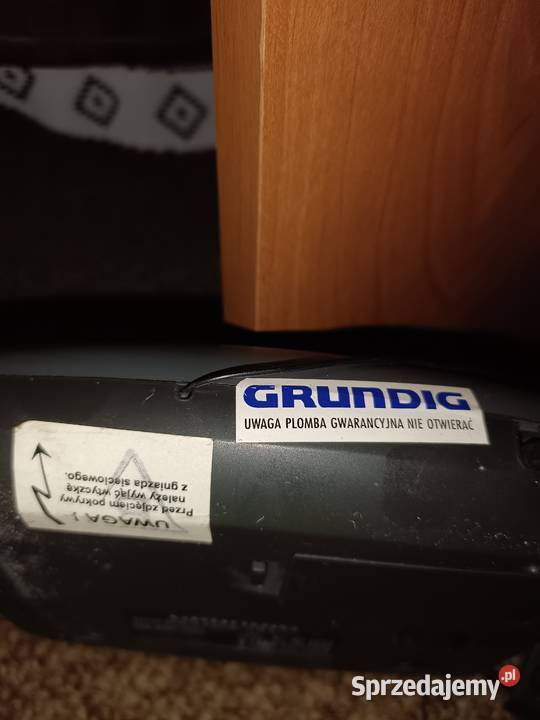 GRUNDIG
UWAGA PLOMBA GWARANCYJNA NIE OTWIERAĆ
UWAGA !
Przed zdjęciem pokrywy
należy wyjąć wtyczkę
z gniazda sieciowego.
Sprzedajemy.pl